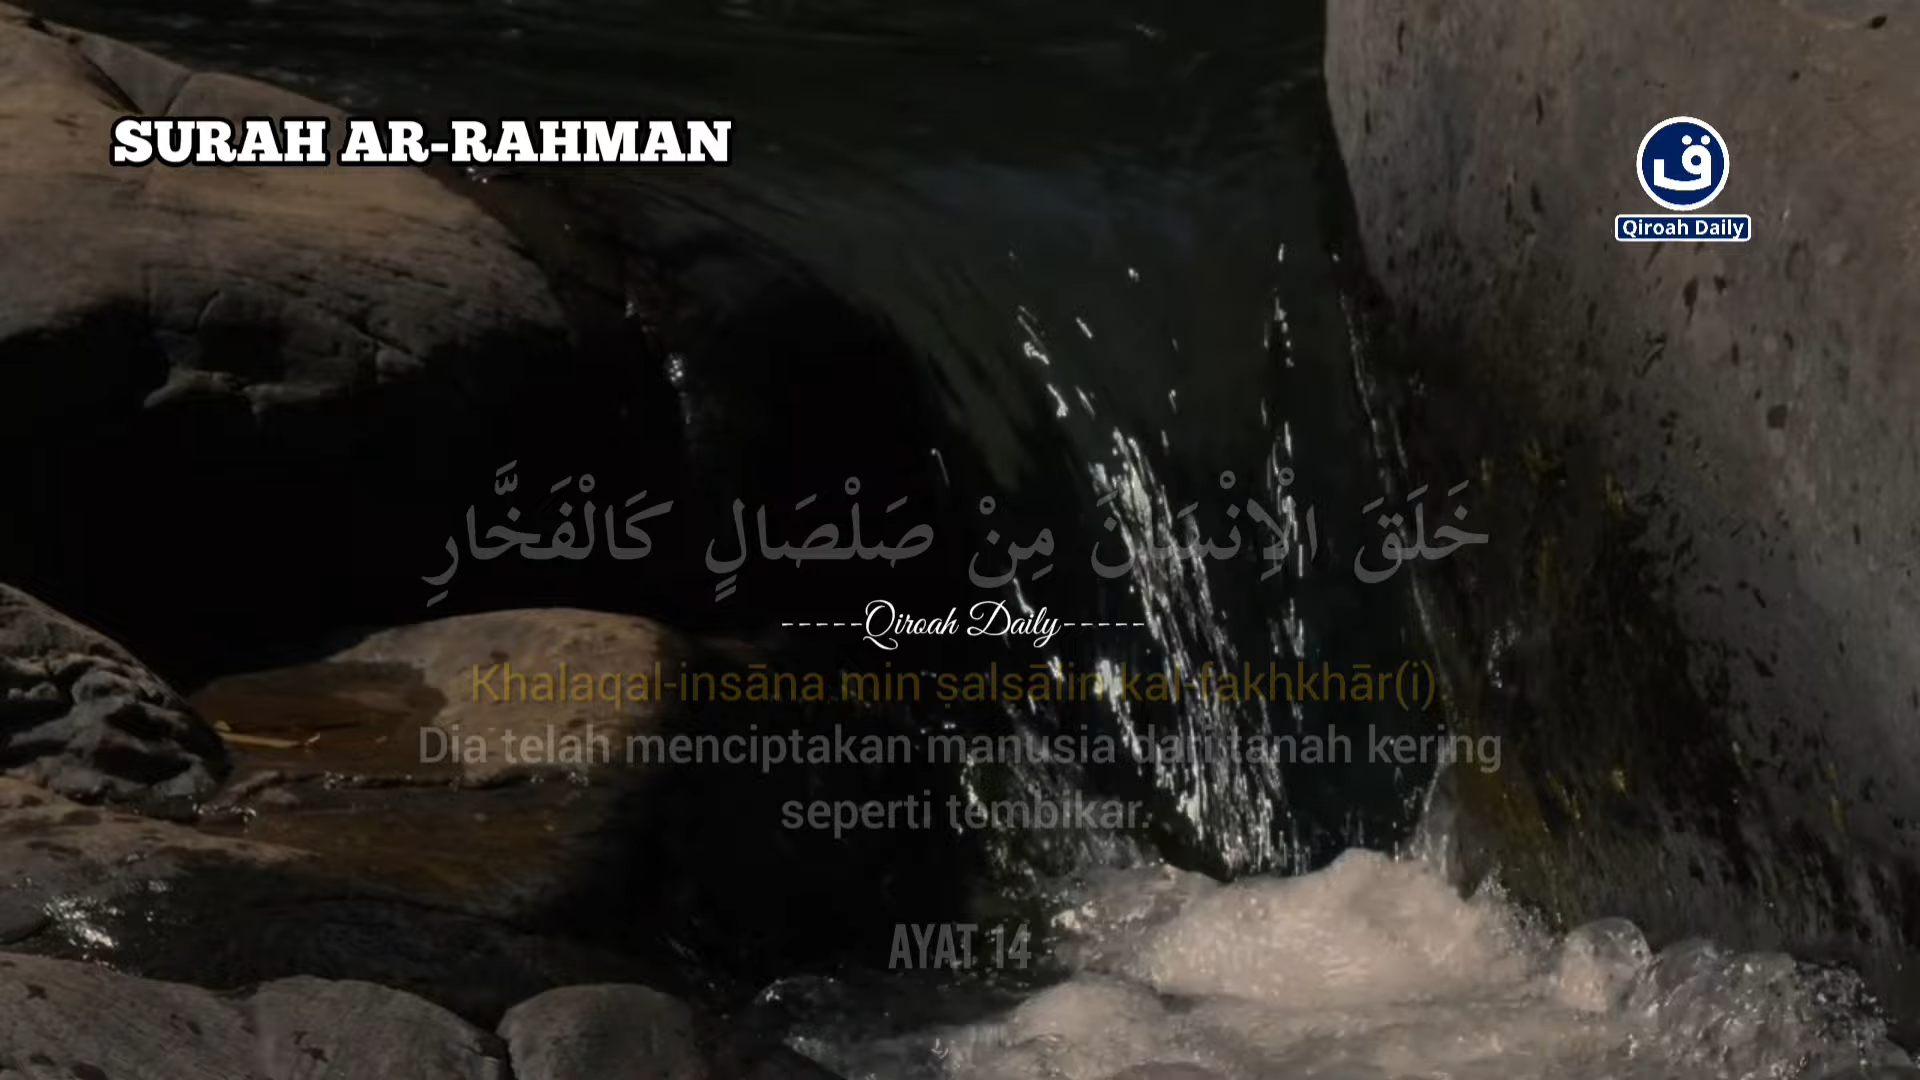 SURAH AR-RAHMAN
ق
Qiroah Daily
خَلَقَ الْاِنْسَانَ مِنْ صَلْصَالٍ كَالْفَخَّارِ
-----Qiroah Daily-----
Khalaqal-insāna min ṣalṣālin kal-fakhkhār(i)
Dia telah menciptakan manusia dari tanah kering
seperti tembikar.
AYAT 14